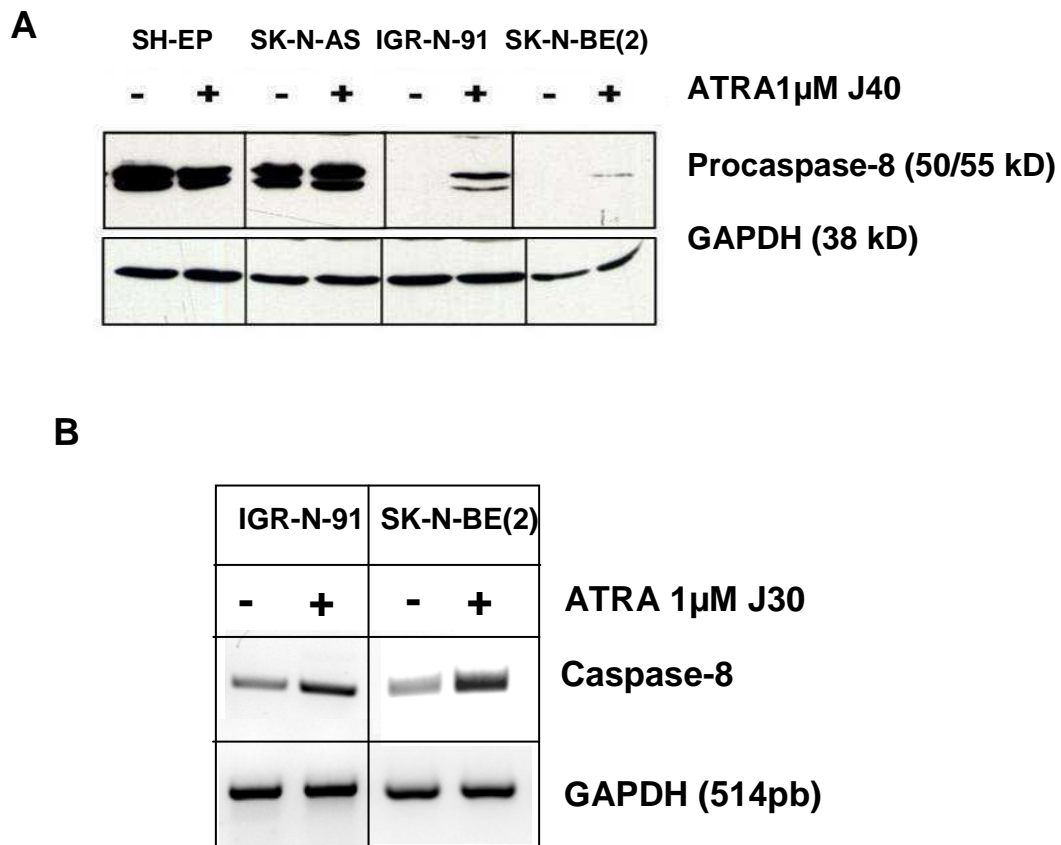 A
SH-EP SK-N-AS IGR-N-91 SK-N-BE(2)
- + - + - + - + ATRA1µM J40
Procaspase-8 (50/55 kD)
GAPDH (38 kD)
B
IGR-N-91 SK-N-BE(2)
- + - + ATRA 1µM J30
Caspase-8
GAPDH (514pb)